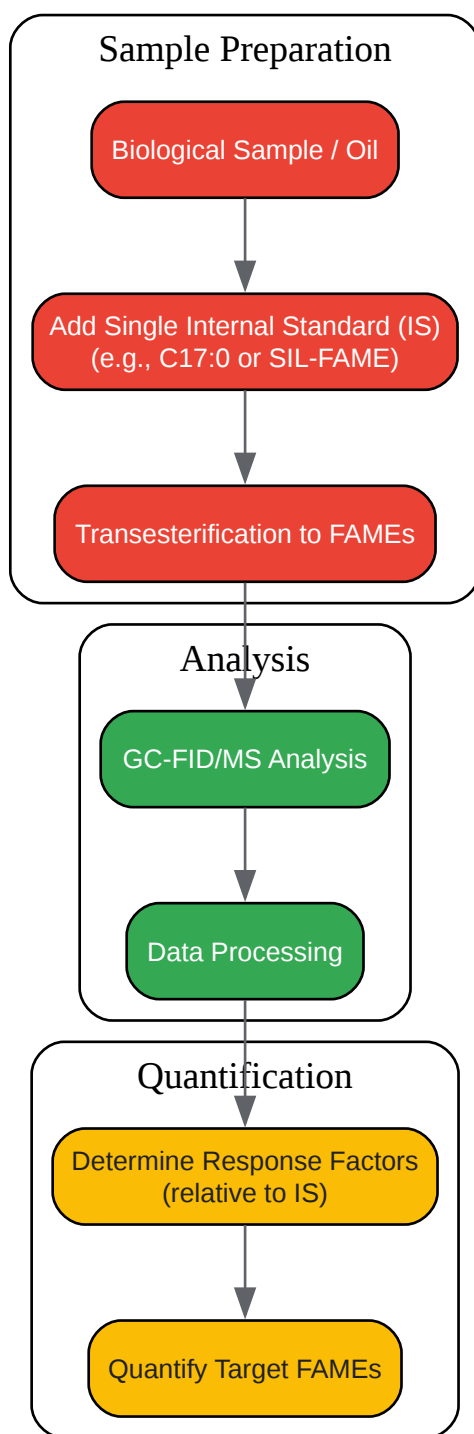 Sample Preparation
Biological Sample / Oil
Add Single Internal Standard (IS)
(e.g., C17:0 or SIL-FAME)
Transesterification to FAMEs
Analysis
GC-FID/MS Analysis
Data Processing
Quantification
Determine Response Factors
(relative to IS)
Quantify Target FAMEs